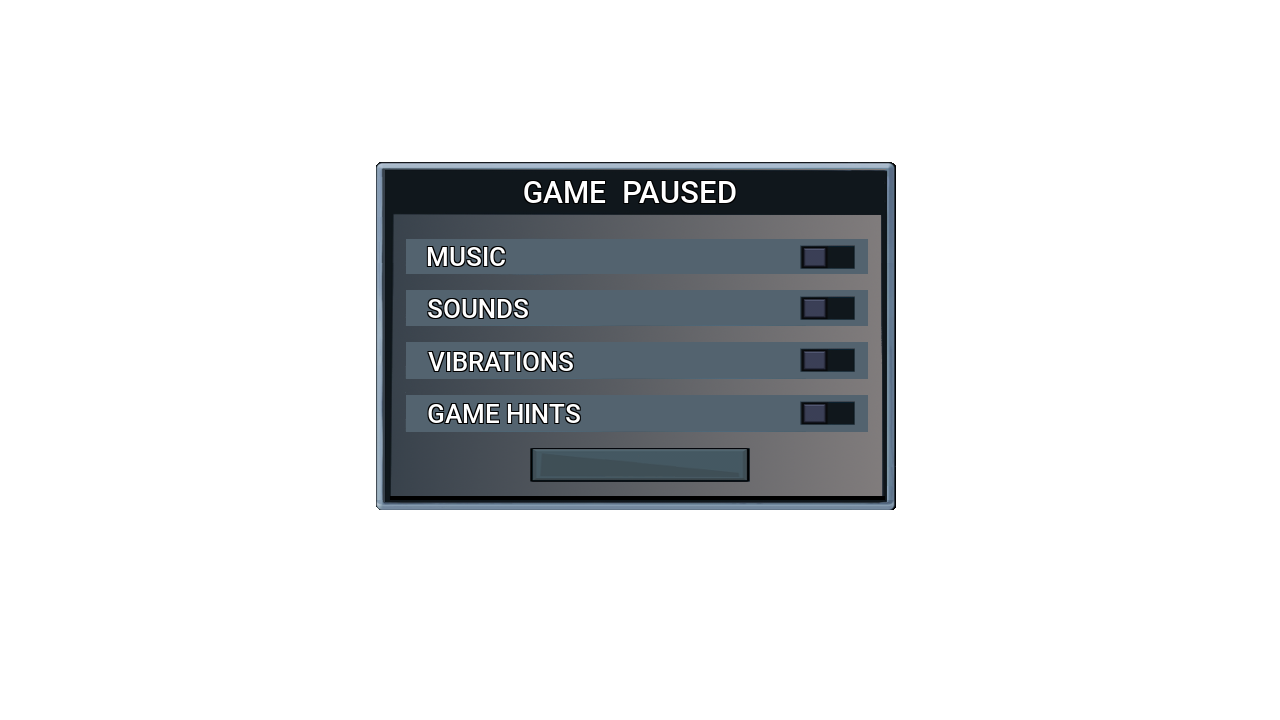 GAME PAUSED
MUSIC
SOUNDS
VIBRATIONS
GAME HINTS